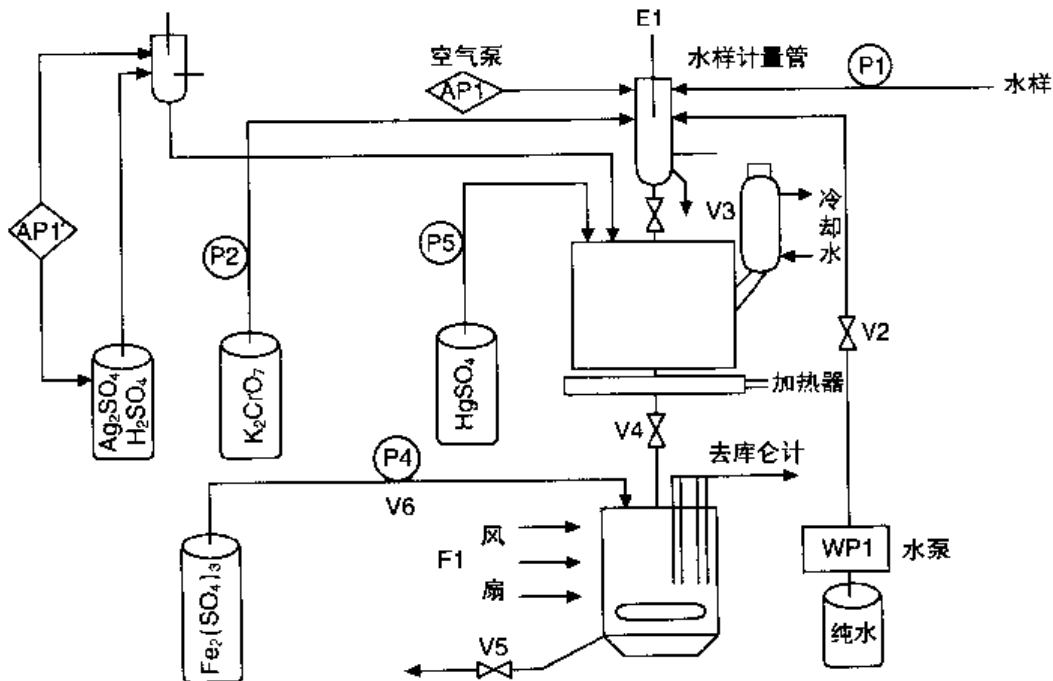 E1
空气泵
水样计量管
P1
AP1
水样
AP1'
P2
P5
V3
冷却水
V2
Ag₂SO₄
H₂SO₄
K₂CrO₇
HgSO₄
加热器
V4
P4
V6
去库仑计
Fe₂(SO₄)₃
F1
风
扇
WP1
水泵
纯水
V5